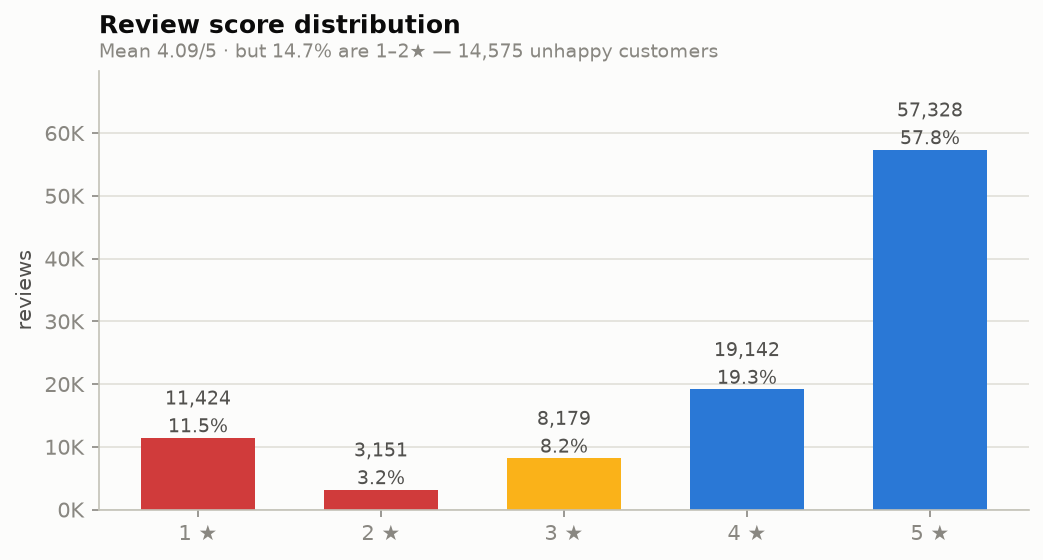 Review score distribution
Mean 4.09/5 · but 14.7% are 1–2★ — 14,575 unhappy customers
reviews
60K
50K
40K
30K
20K
10K
0K
11,424
11.5%
3,151
3.2%
8,179
8.2%
19,142
19.3%
57,328
57.8%
1 ★
2 ★
3 ★
4 ★
5 ★